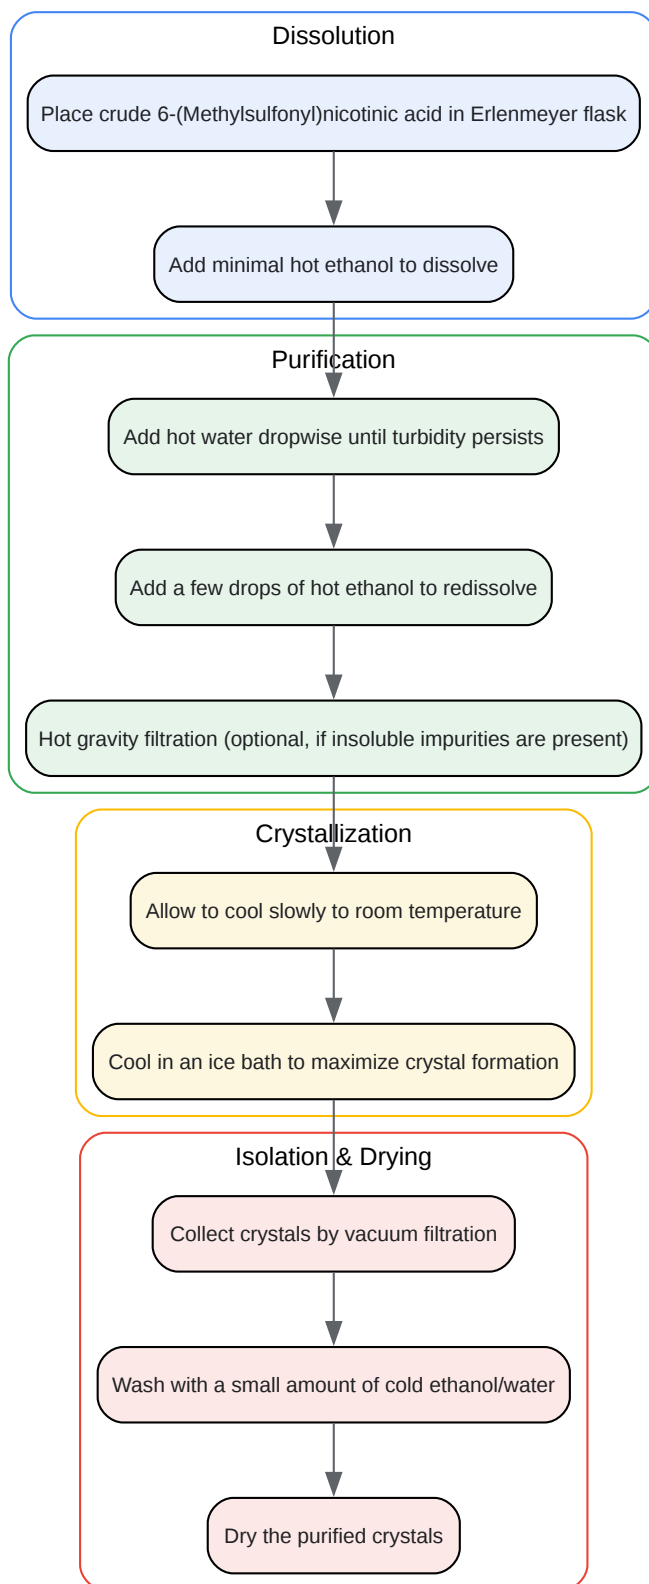 Dissolution
Place crude 6-(Methylsulfonyl)nicotinic acid in Erlenmeyer flask
Add minimal hot ethanol to dissolve
Purification
Add hot water dropwise until turbidity persists
Add a few drops of hot ethanol to redissolve
Hot gravity filtration (optional, if insoluble impurities are present)
Crystallization
Allow to cool slowly to room temperature
Cool in an ice bath to maximize crystal formation
Isolation & Drying
Collect crystals by vacuum filtration
Wash with a small amount of cold ethanol/water
Dry the purified crystals